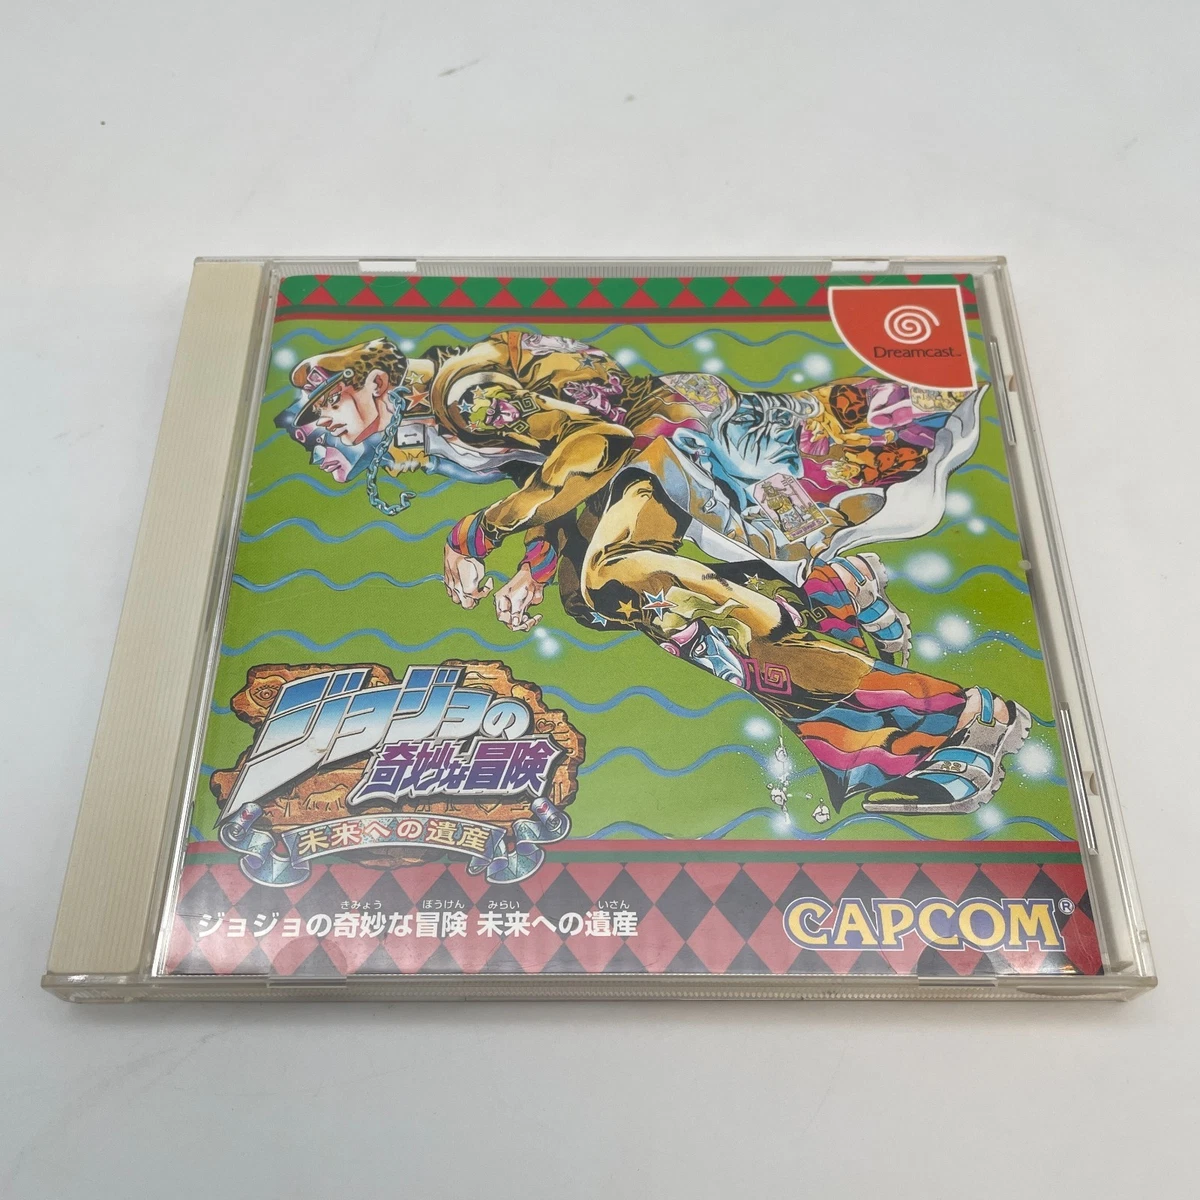 Dreamcast™
ジョジョの
奇妙な冒険
未来への遺産
きみょう ぼうけん みらい いさん
ジョジョの奇妙な冒険 未来への遺産
CAPCOM®